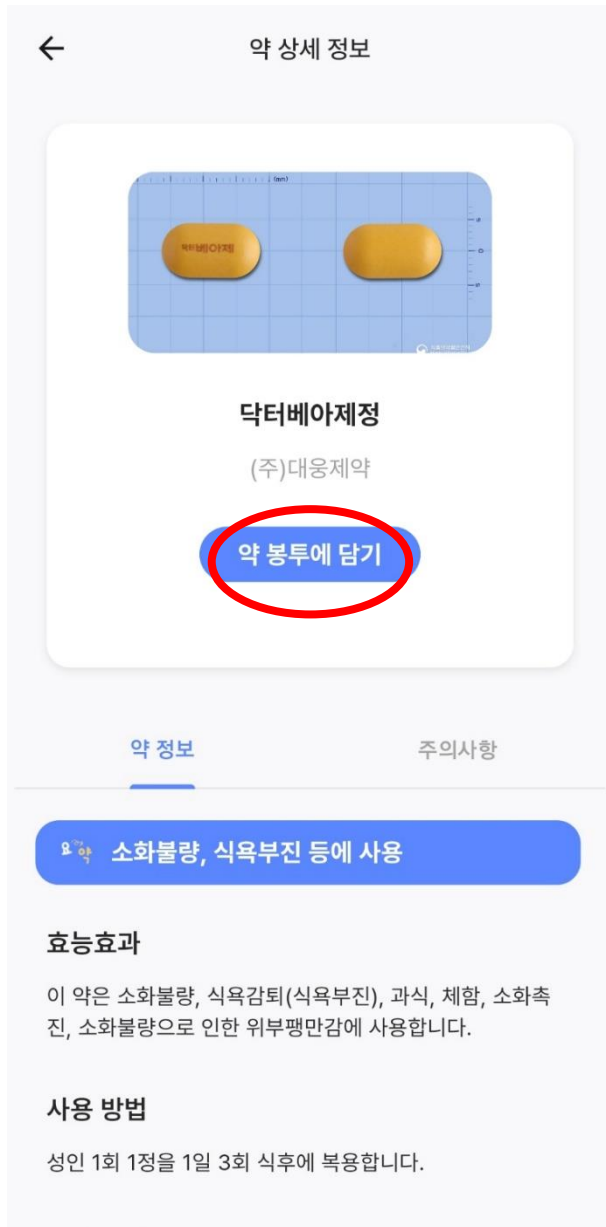 약 상세 정보
(mm)
닥터베아제
닥터베아제정
(주)대웅제약
약 봉투에 담기
약 정보
주의사항
요약 소화불량, 식욕부진 등에 사용
효능효과
이 약은 소화불량, 식욕감퇴(식욕부진), 과식, 체함, 소화촉
진, 소화불량으로 인한 위부팽만감에 사용합니다.
사용 방법
성인 1회 1정을 1일 3회 식후에 복용합니다.